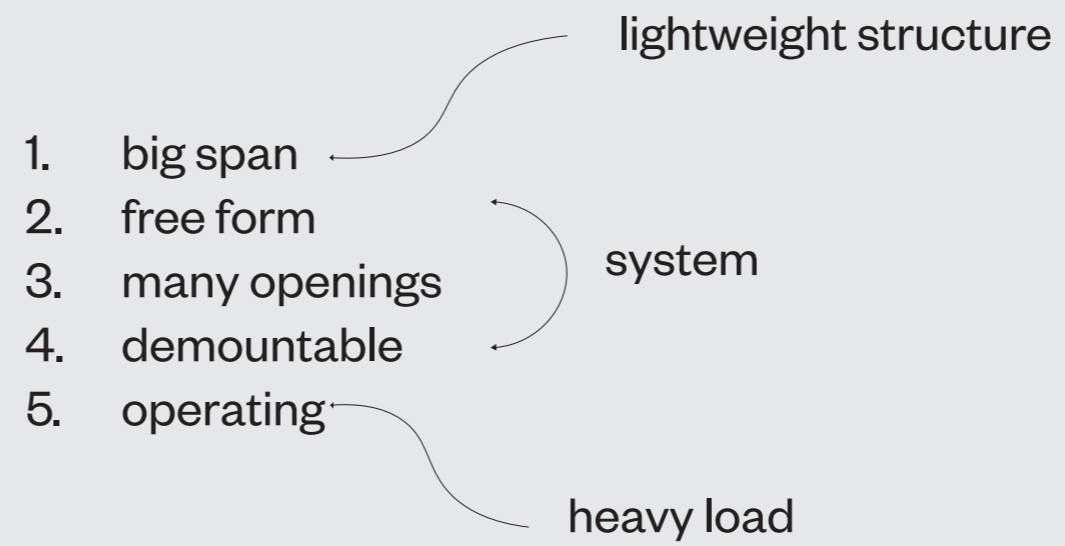 lightweight structure
1. big span
2. free form
3. many openings
system
4. demountable
5. operating
heavy load